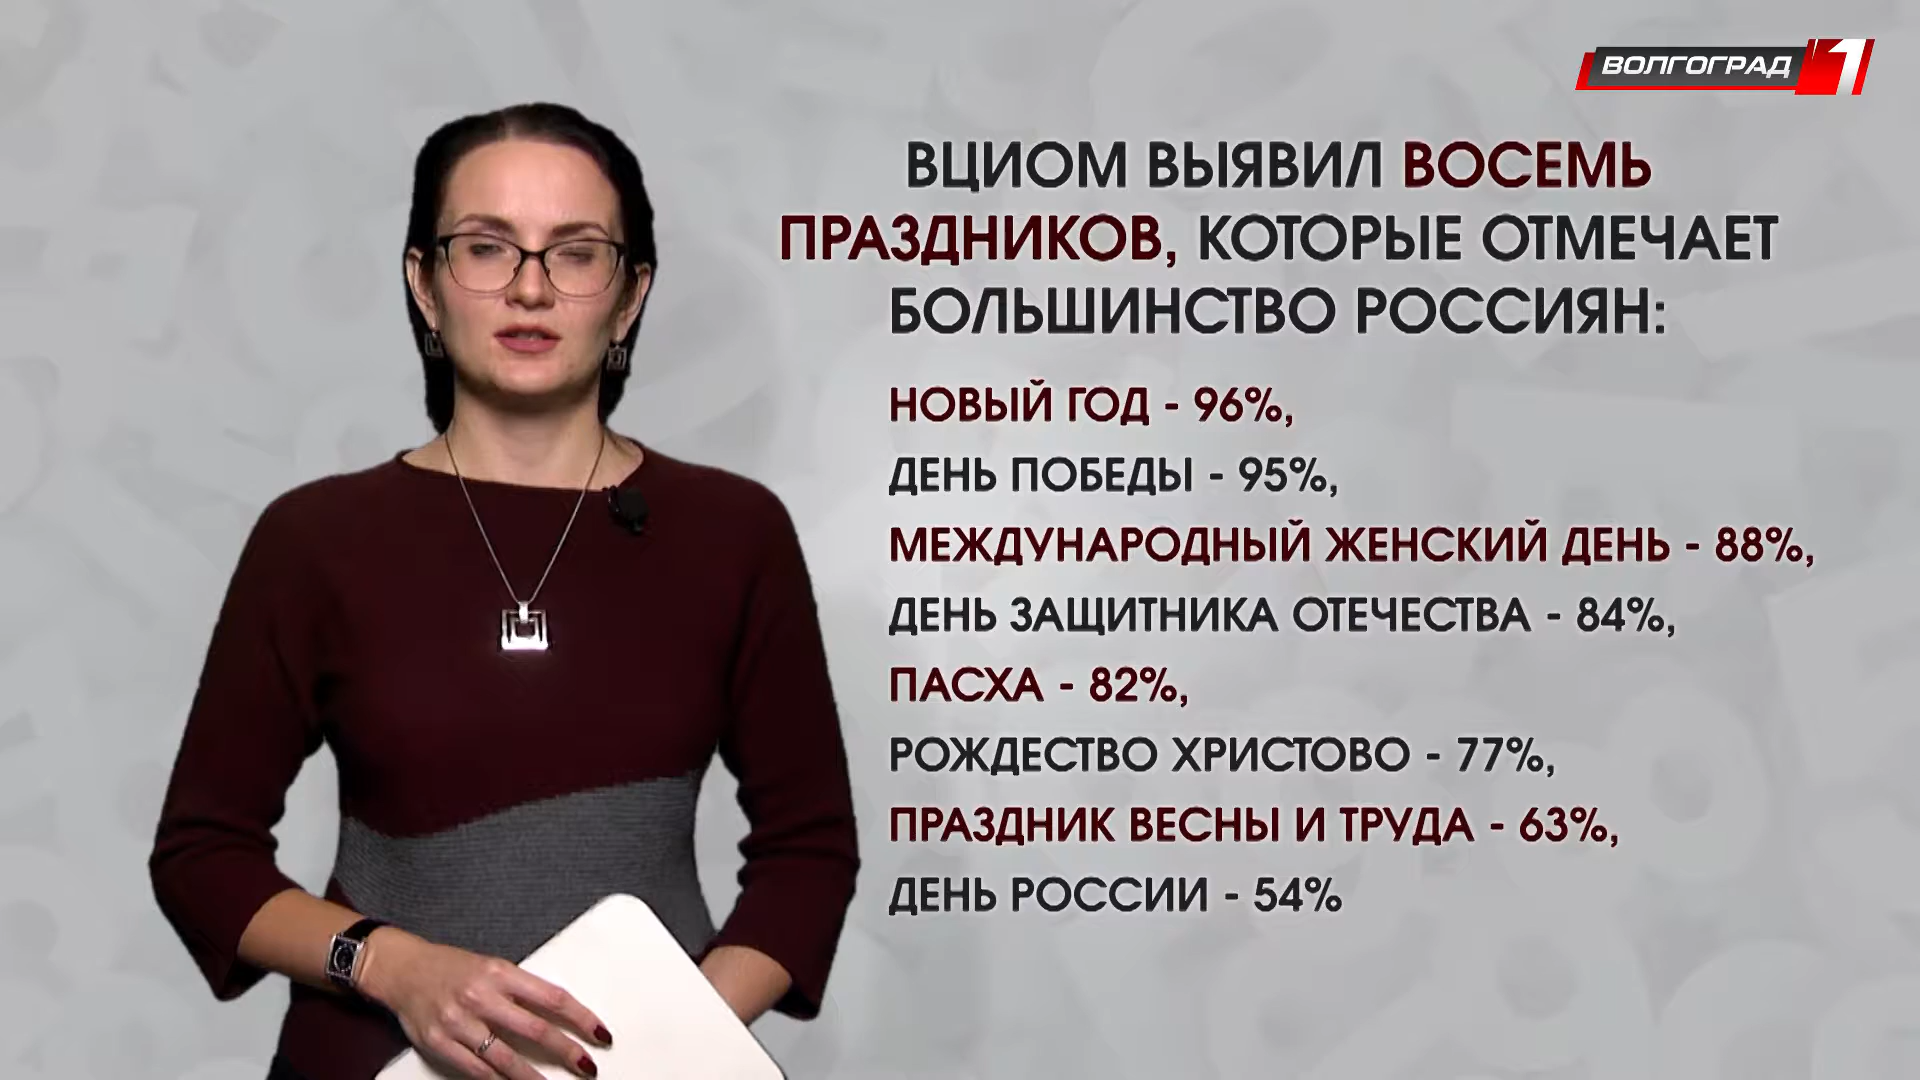 ВОЛГОГРАД 1
ВЦИОМ ВЫЯВИЛ ВОСЕМЬ
ПРАЗДНИКОВ, КОТОРЫЕ ОТМЕЧАЕТ
БОЛЬШИНСТВО РОССИЯН:
НОВЫЙ ГОД - 96%,
ДЕНЬ ПОБЕДЫ - 95%,
МЕЖДУНАРОДНЫЙ ЖЕНСКИЙ ДЕНЬ - 88%,
ДЕНЬ ЗАЩИТНИКА ОТЕЧЕСТВА - 84%,
ПАСХА - 82%,
РОЖДЕСТВО ХРИСТОВО - 77%,
ПРАЗДНИК ВЕСНЫ И ТРУДА - 63%,
ДЕНЬ РОССИИ - 54%